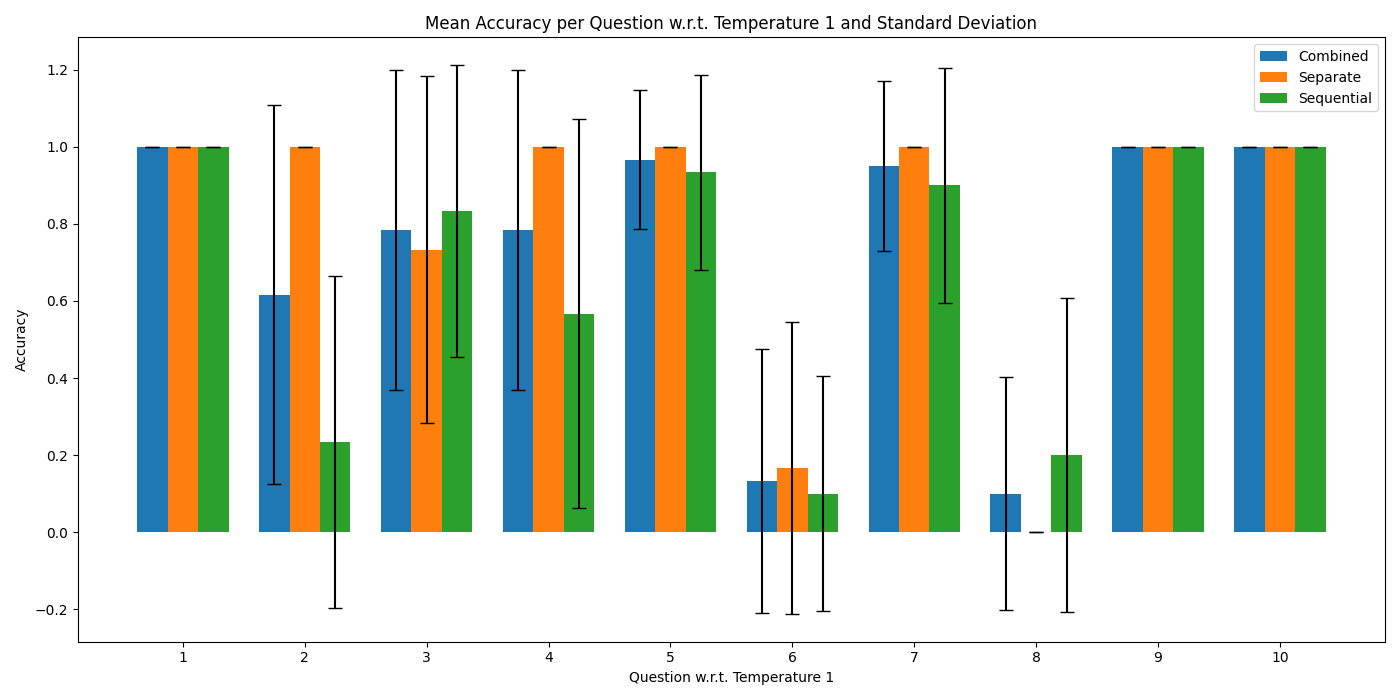 Mean Accuracy per Question w.r.t. Temperature 1 and Standard Deviation
Combined
Separate
Sequential
1.2
1.0
0.8
0.6
0.4
0.2
0.0
−0.2
Accuracy
1 2 3 4 5 6 7 8 9 10
Question w.r.t. Temperature 1